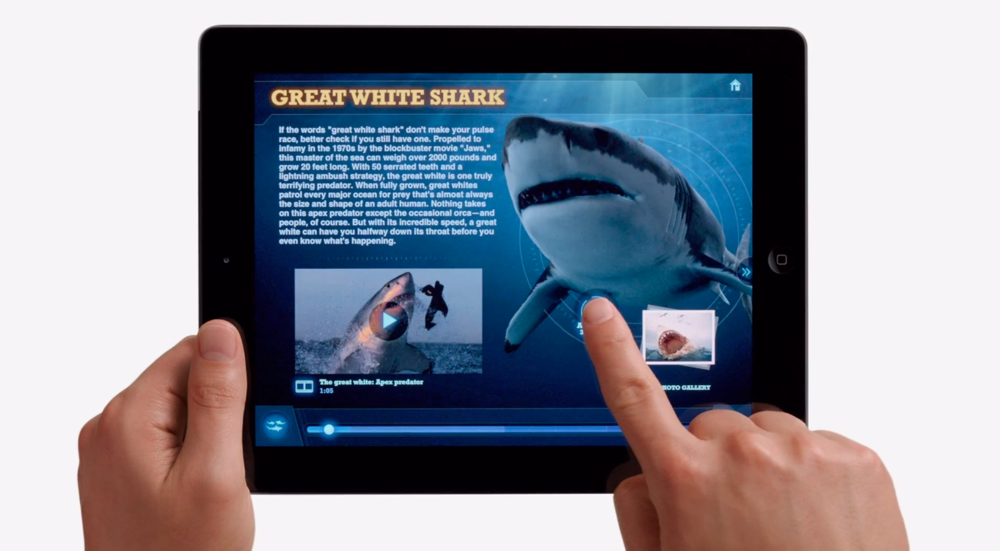 GREAT WHITE SHARK
If the words "great white shark" don't make your pulse
race, better check if you still have one. Propelled to
infamy in the 1970s by the blockbuster movie "Jaws,"
this master of the sea can weigh over 2000 pounds and
grow 20 feet long. With 50 serrated teeth and a
lightning ambush strategy, the great white is one truly
terrifying predator. When fully grown, great whites
patrol every major ocean for prey that's almost always
the size and shape of an adult human. Nothing takes
on this apex predator except the occasional orca—and
people, of course. But with its incredible speed, a great
white can have you halfway down its throat before you
even know what's happening.
The great white: Apex predator
1:05
GALLERY